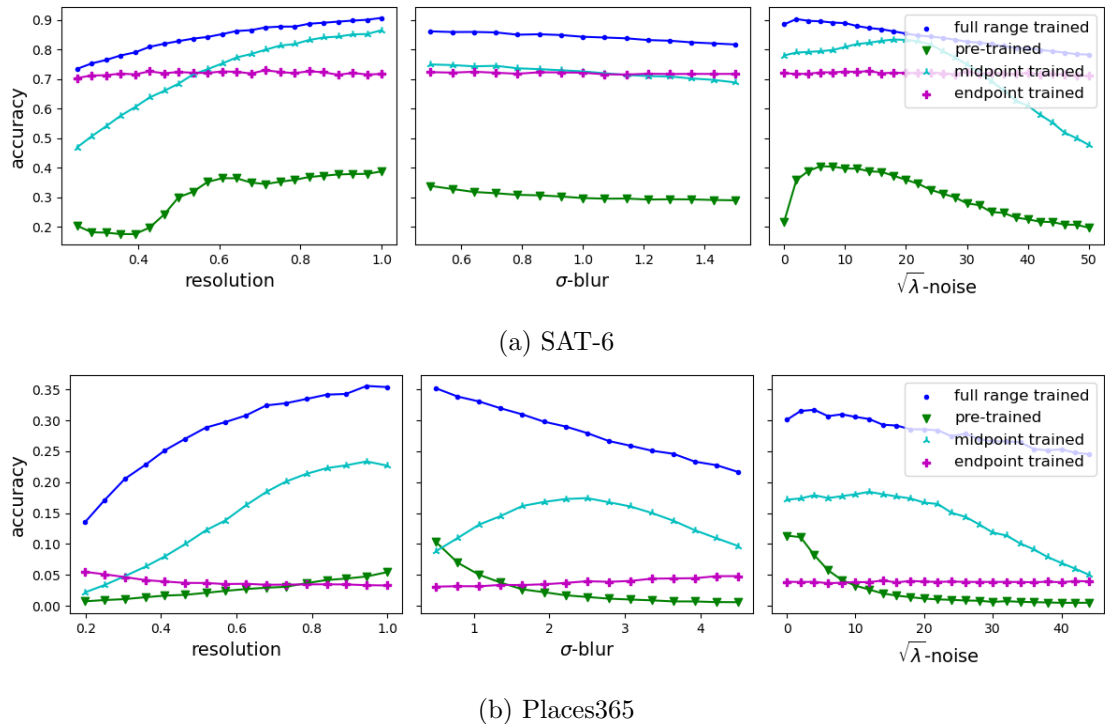 0.9
0.8
0.7
0.6
0.5
0.4
0.3
0.2
accuracy
0.4 0.6 0.8 1.0
resolution
0.6 0.8 1.0 1.2 1.4
σ-blur
full range trained
pre-trained
midpoint trained
endpoint trained
0 10 20 30 40 50
√λ-noise
(a) SAT-6
0.35
0.30
0.25
0.20
0.15
0.10
0.05
0.00
accuracy
0.2 0.4 0.6 0.8 1.0
resolution
1 2 3 4
σ-blur
full range trained
pre-trained
midpoint trained
endpoint trained
0 10 20 30 40
√λ-noise
(b) Places365